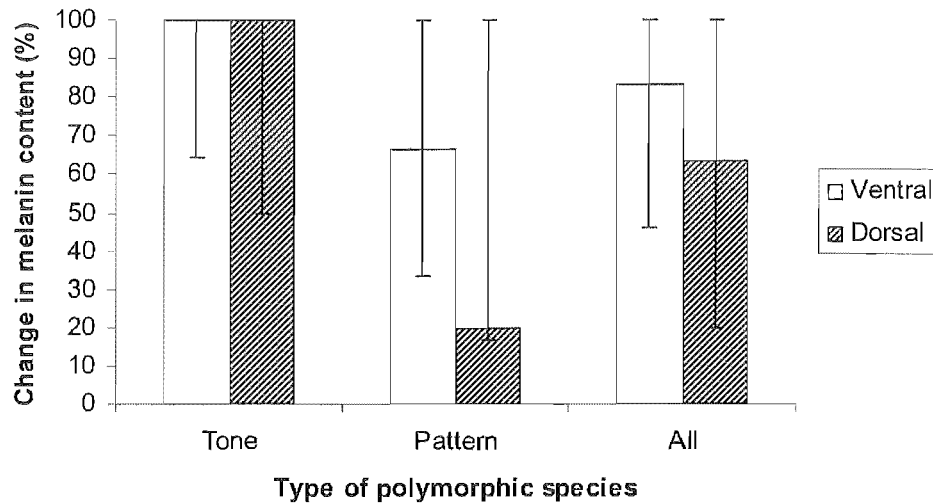 Change in melanin content (%)
100
90
80
70
60
50
40
30
20
10
0
Tone Pattern All
Type of polymorphic species
Ventral
Dorsal